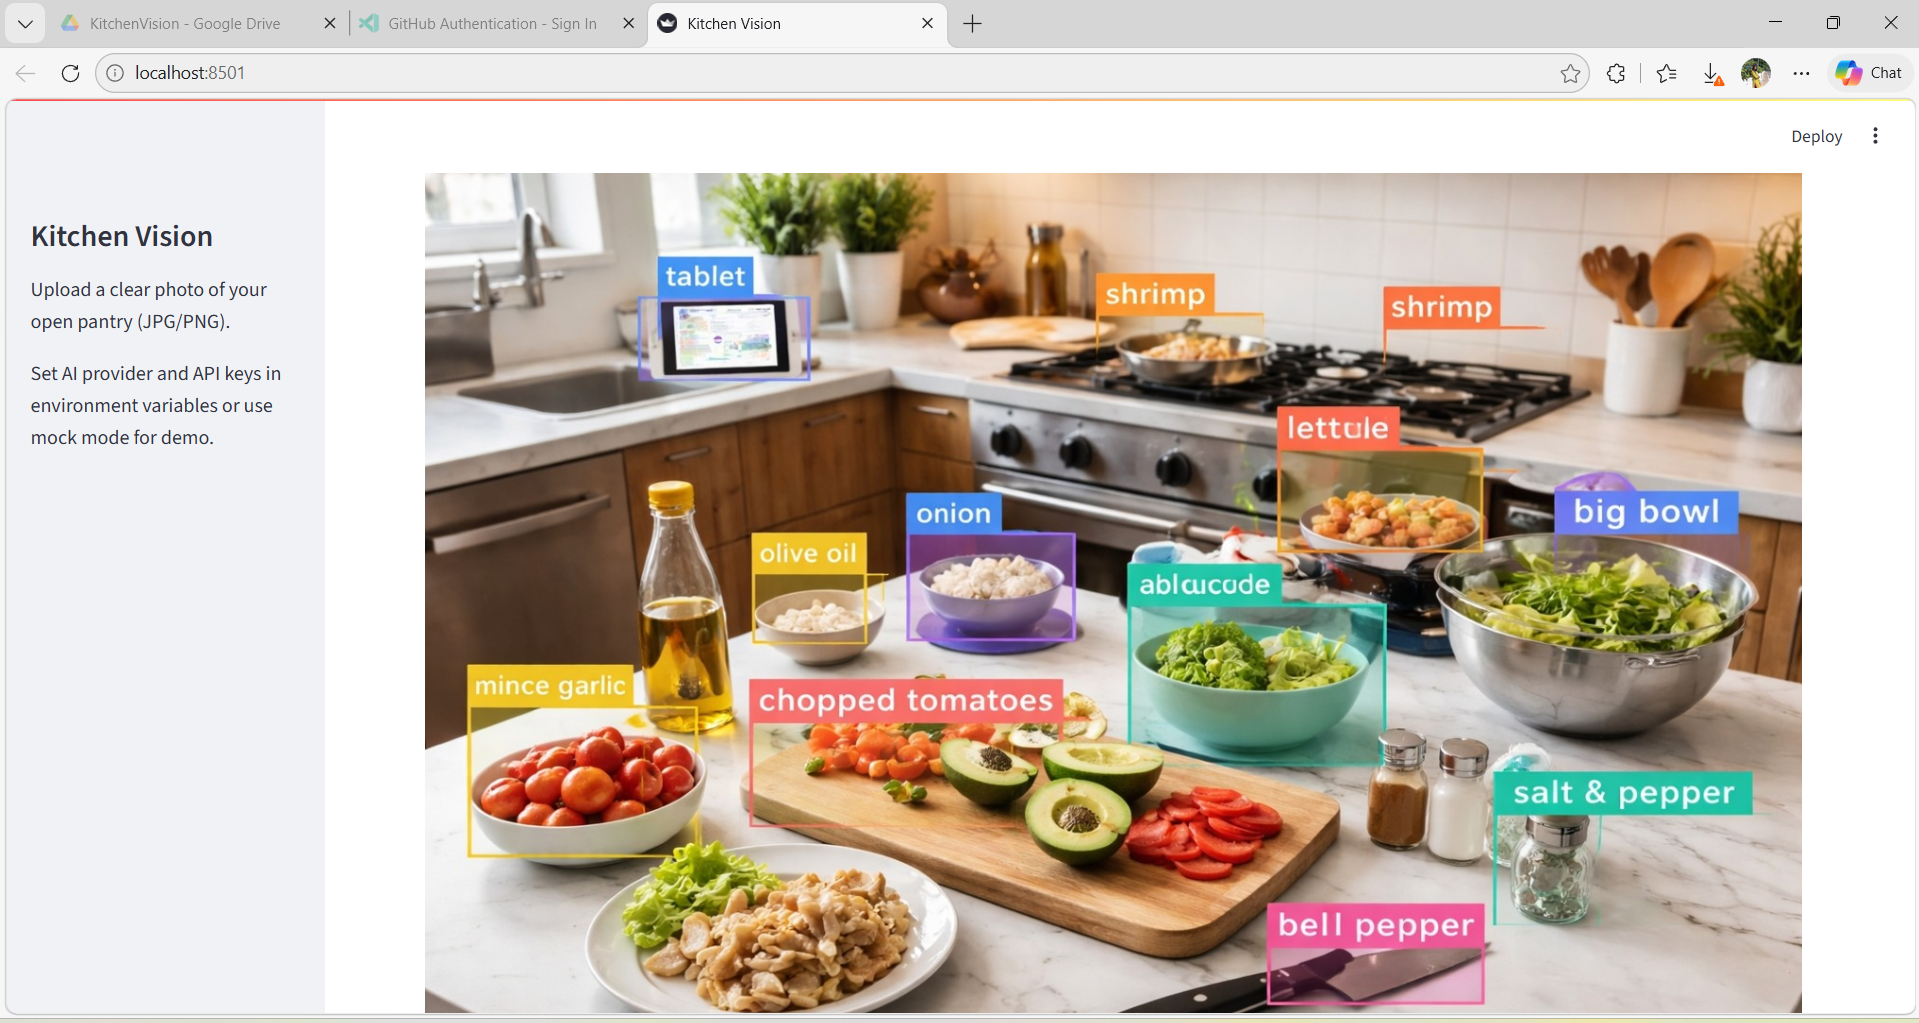 KitchenVision - Google Drive
GitHub Authentication - Sign In
Kitchen Vision
localhost:8501
Chat
Deploy
Kitchen Vision
Upload a clear photo of your
open pantry (JPG/PNG).
Set AI provider and API keys in
environment variables or use
mock mode for demo.
tablet
shrimp
shrimp
lettule
big bowl
onion
olive oil
ablaucode
mince garlic
chopped tomatoes
salt & pepper
bell pepper